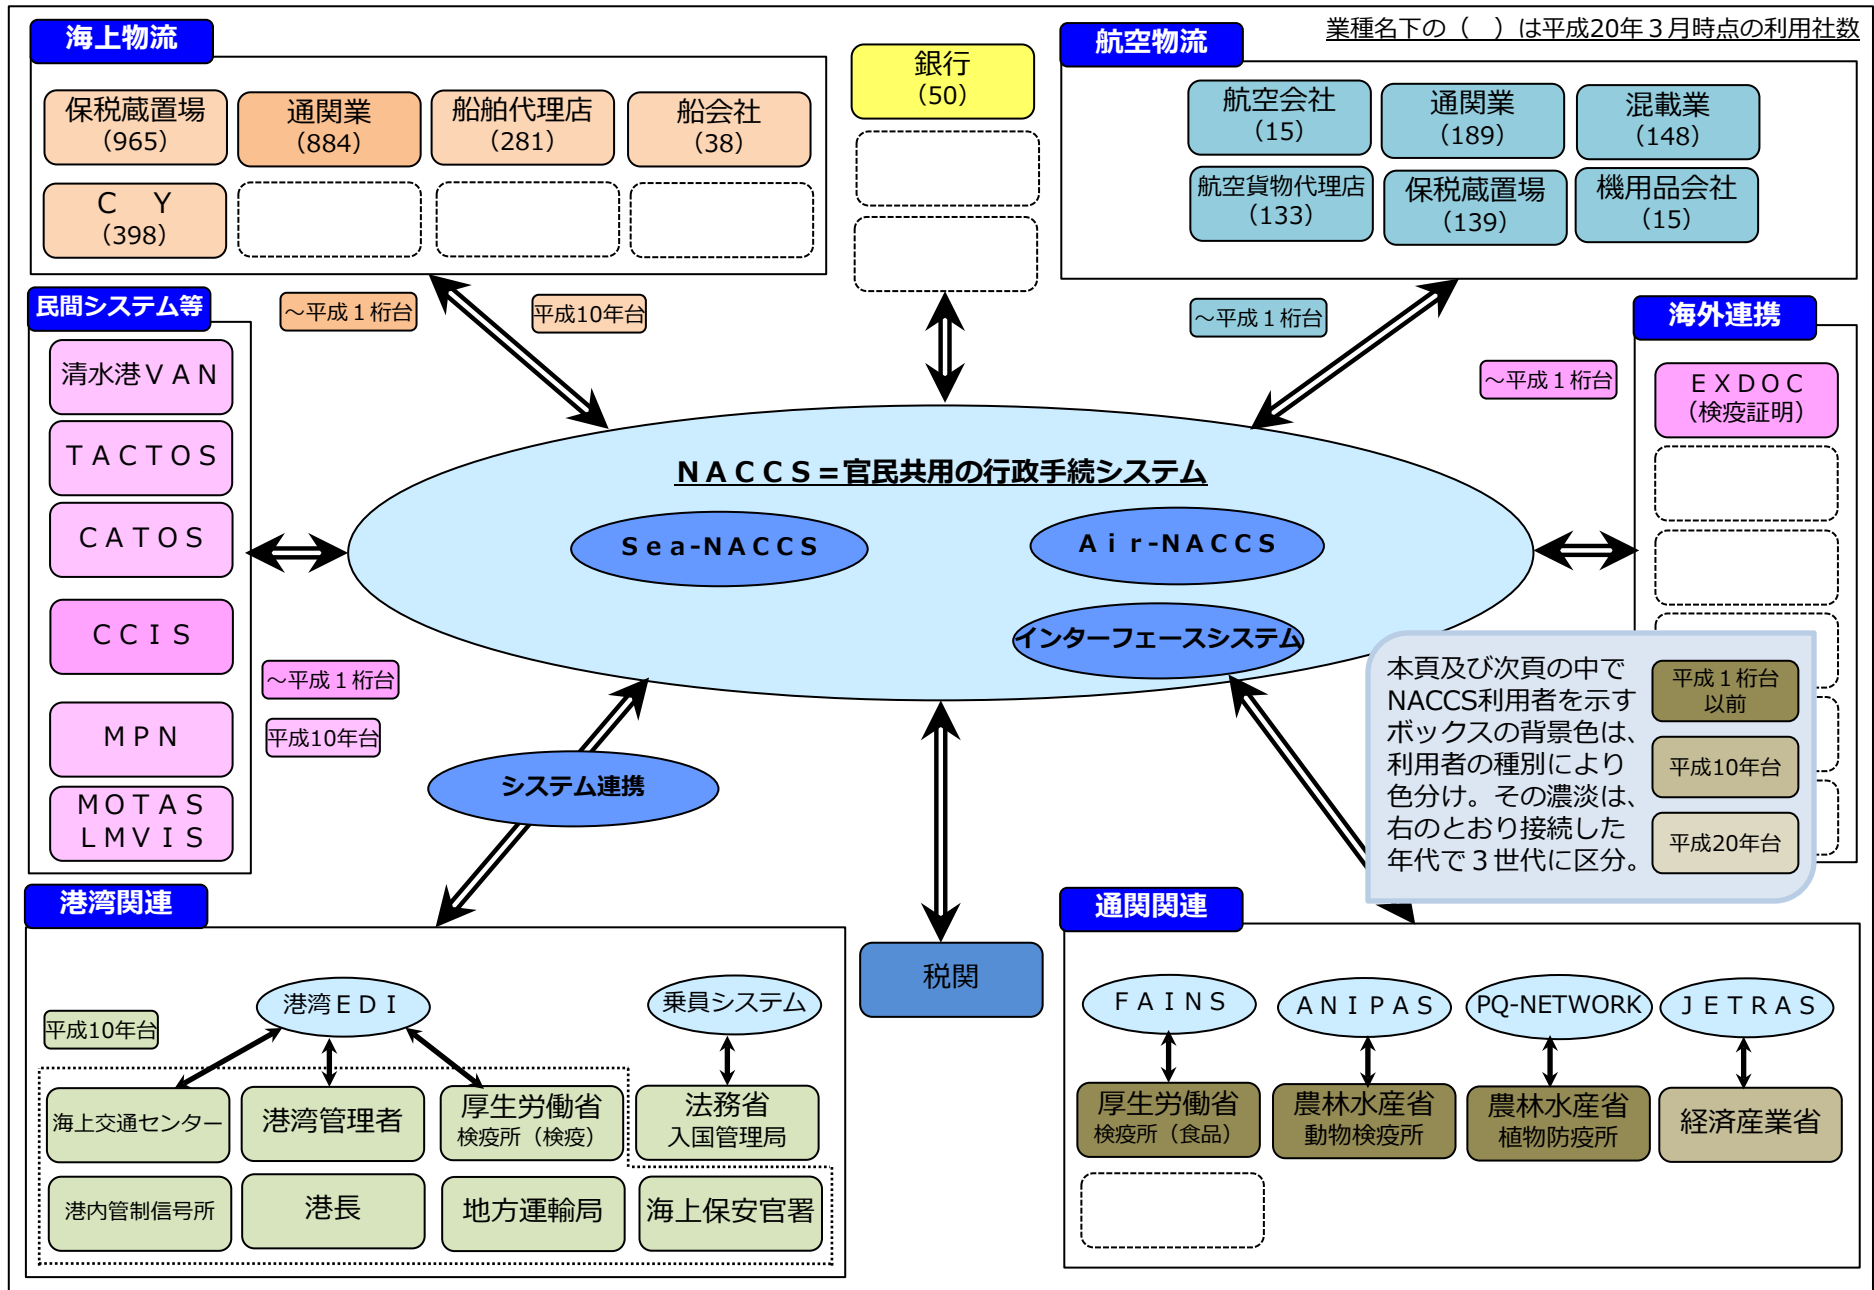 業種名下の（　）は平成20年３月時点の利用社数
海上物流
保税蔵置場
（965）
通関業
（884）
船舶代理店
（281）
船会社
（38）
Ｃ　Ｙ
（398）
銀行
（50）
航空物流
航空会社
（15）
通関業
（189）
混載業
（148）
航空貨物代理店
（133）
保税蔵置場
（139）
機用品会社
（15）
～平成１桁台
平成10年台
～平成１桁台
民間システム等
清水港ＶＡＮ
ＴＡＣＴＯＳ
ＣＡＴＯＳ
ＣＣＩＳ
ＭＰＮ
ＭＯＴＡＳ
ＬＭＶＩＳ
～平成１桁台
平成10年台
海外連携
～平成１桁台
ＥＸＤＯＣ
（検疫証明）
ＮＡＣＣＳ＝官民共用の行政手続システム
Ｓｅａ-ＮＡＣＣＳ
Ａｉｒ-ＮＡＣＣＳ
インターフェースシステム
システム連携
本頁及び次頁の中で
NACCS利用者を示す
ボックスの背景色は、
利用者の種別により
色分け。その濃淡は、
右のとおり接続した
年代で３世代に区分。
平成１桁台
以前
平成10年台
平成20年台
港湾関連
平成10年台
港湾ＥＤＩ
乗員システム
海上交通センター
港湾管理者
厚生労働省
検疫所（検疫）
法務省
入国管理局
港内管制信号所
港長
地方運輸局
海上保安官署
税関
通関関連
ＦＡＩＮＳ
ＡＮＩＰＡＳ
PQ-NETWORK
ＪＥＴＲＡＳ
厚生労働省
検疫所（食品）
農林水産省
動物検疫所
農林水産省
植物防疫所
経済産業省